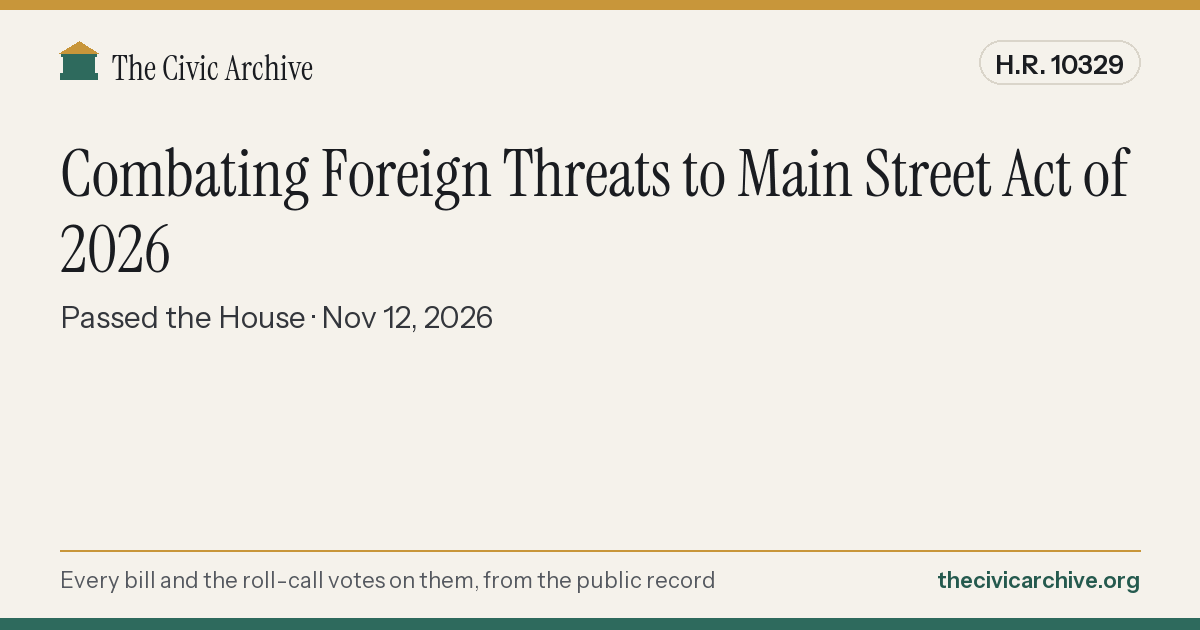 The Civic Archive
H.R. 10329
Combating Foreign Threats to Main Street Act of
2026
Passed the House · Nov 12, 2026
Every bill and the roll-call votes on them, from the public record
thecivicarchive.org